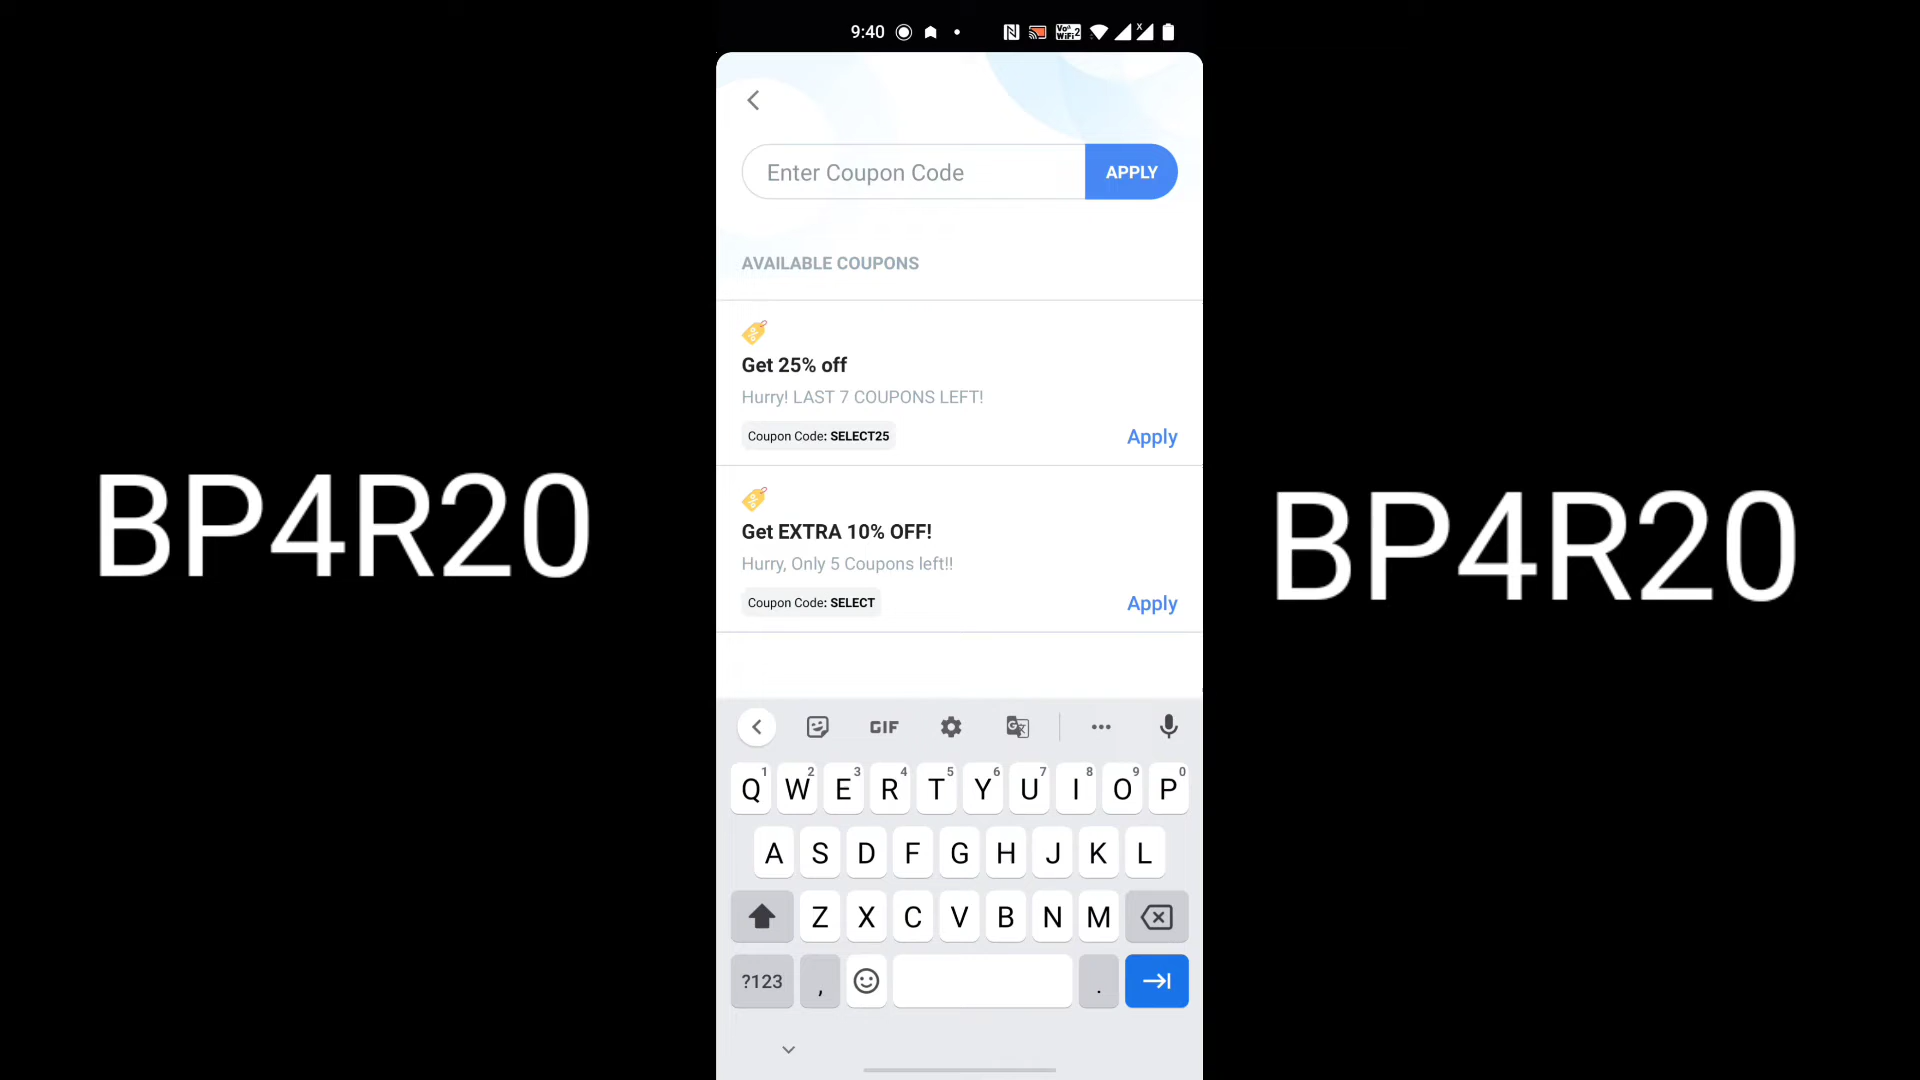 9:40
Vo WiFi2
Enter Coupon Code
APPLY
AVAILABLE COUPONS
Get 25% off
Hurry! LAST 7 COUPONS LEFT!
Coupon Code: SELECT25
Apply
BP4R20
BP4R20
Get EXTRA 10% OFF!
Hurry, Only 5 Coupons left!!
Coupon Code: SELECT
Apply
GIF
1 2 3 4 5 6 7 8 9 0
Q W E R T Y U I O P
A S D F G H J K L
Z X C V B N M
?123 , .